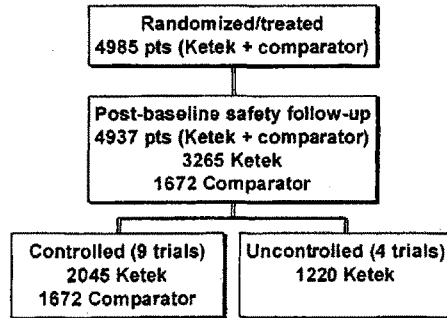 Randomized/treated
4985 pts (Ketek + comparator)
Post-baseline safety follow-up
4937 pts (Ketek + comparator)
3265 Ketek
1672 Comparator
Controlled (9 trials)
2045 Ketek
1672 Comparator
Uncontrolled (4 trials)
1220 Ketek